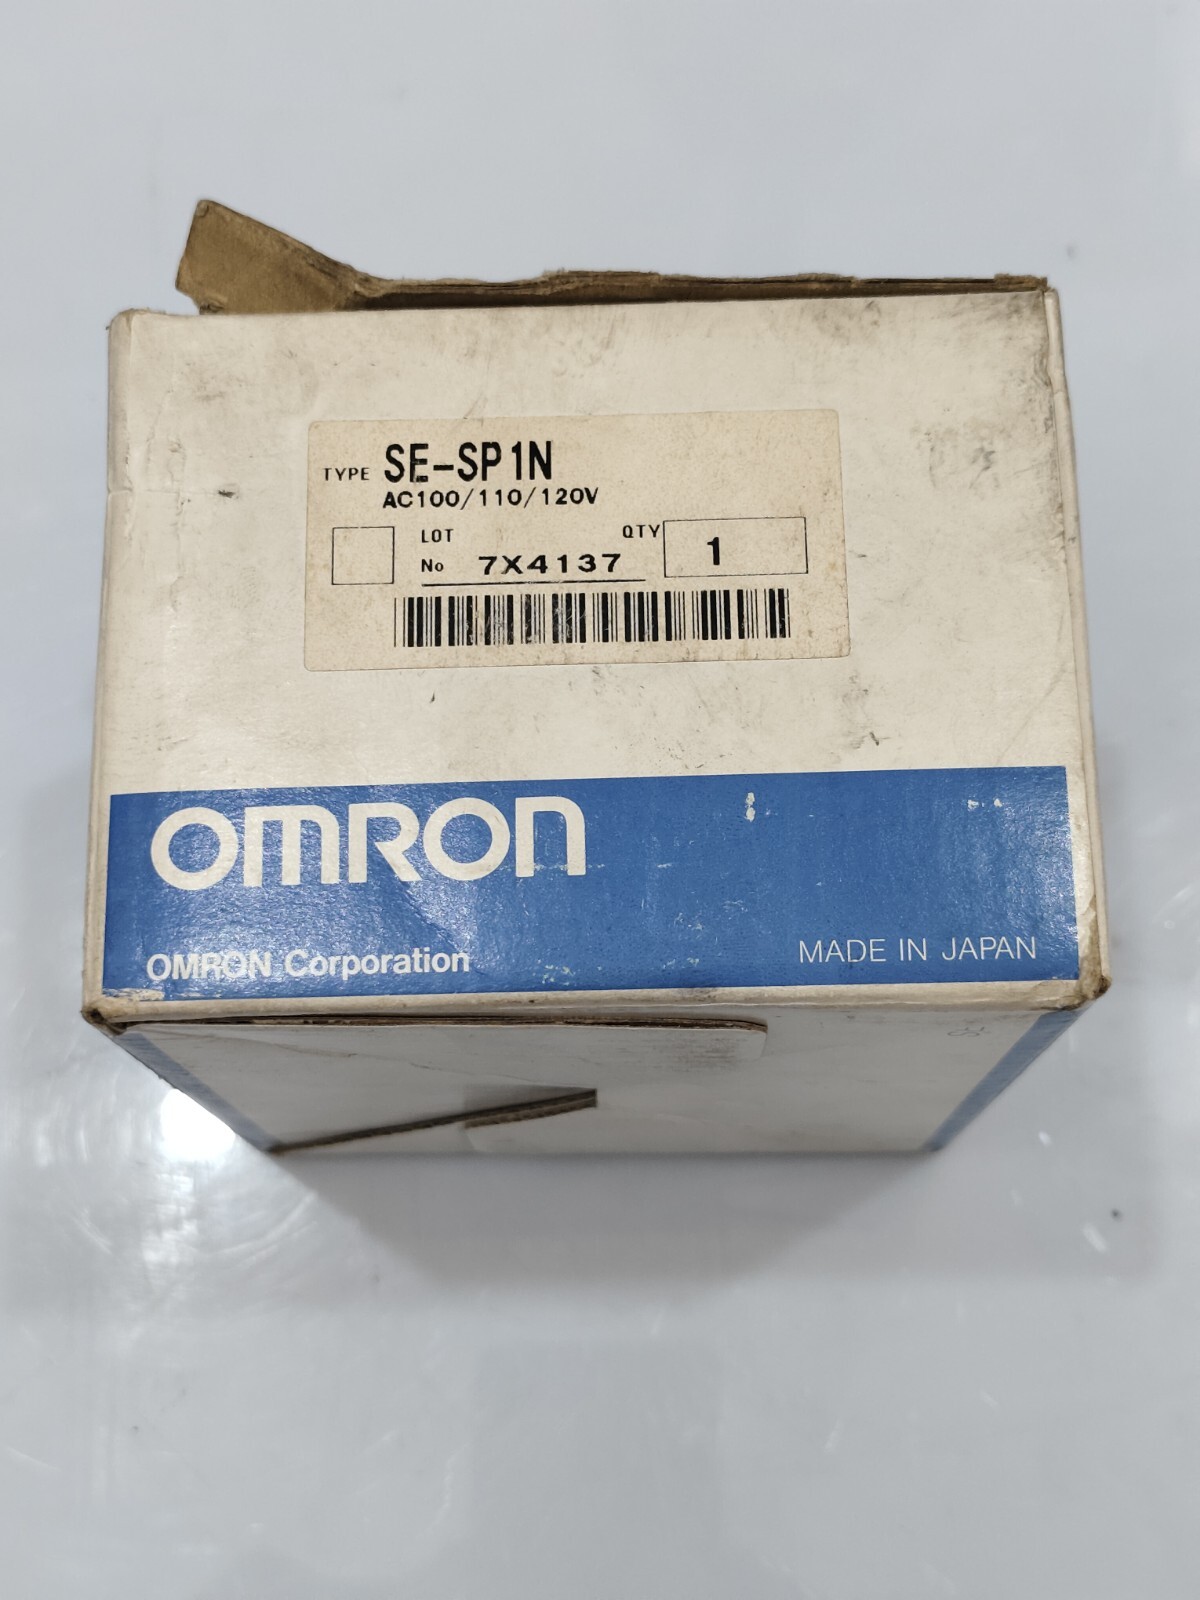 TYPE SE-SP1N
AC100/110/120V
LOT No 7X4137 QTY 1
OMRON
OMRON Corporation
MADE IN JAPAN